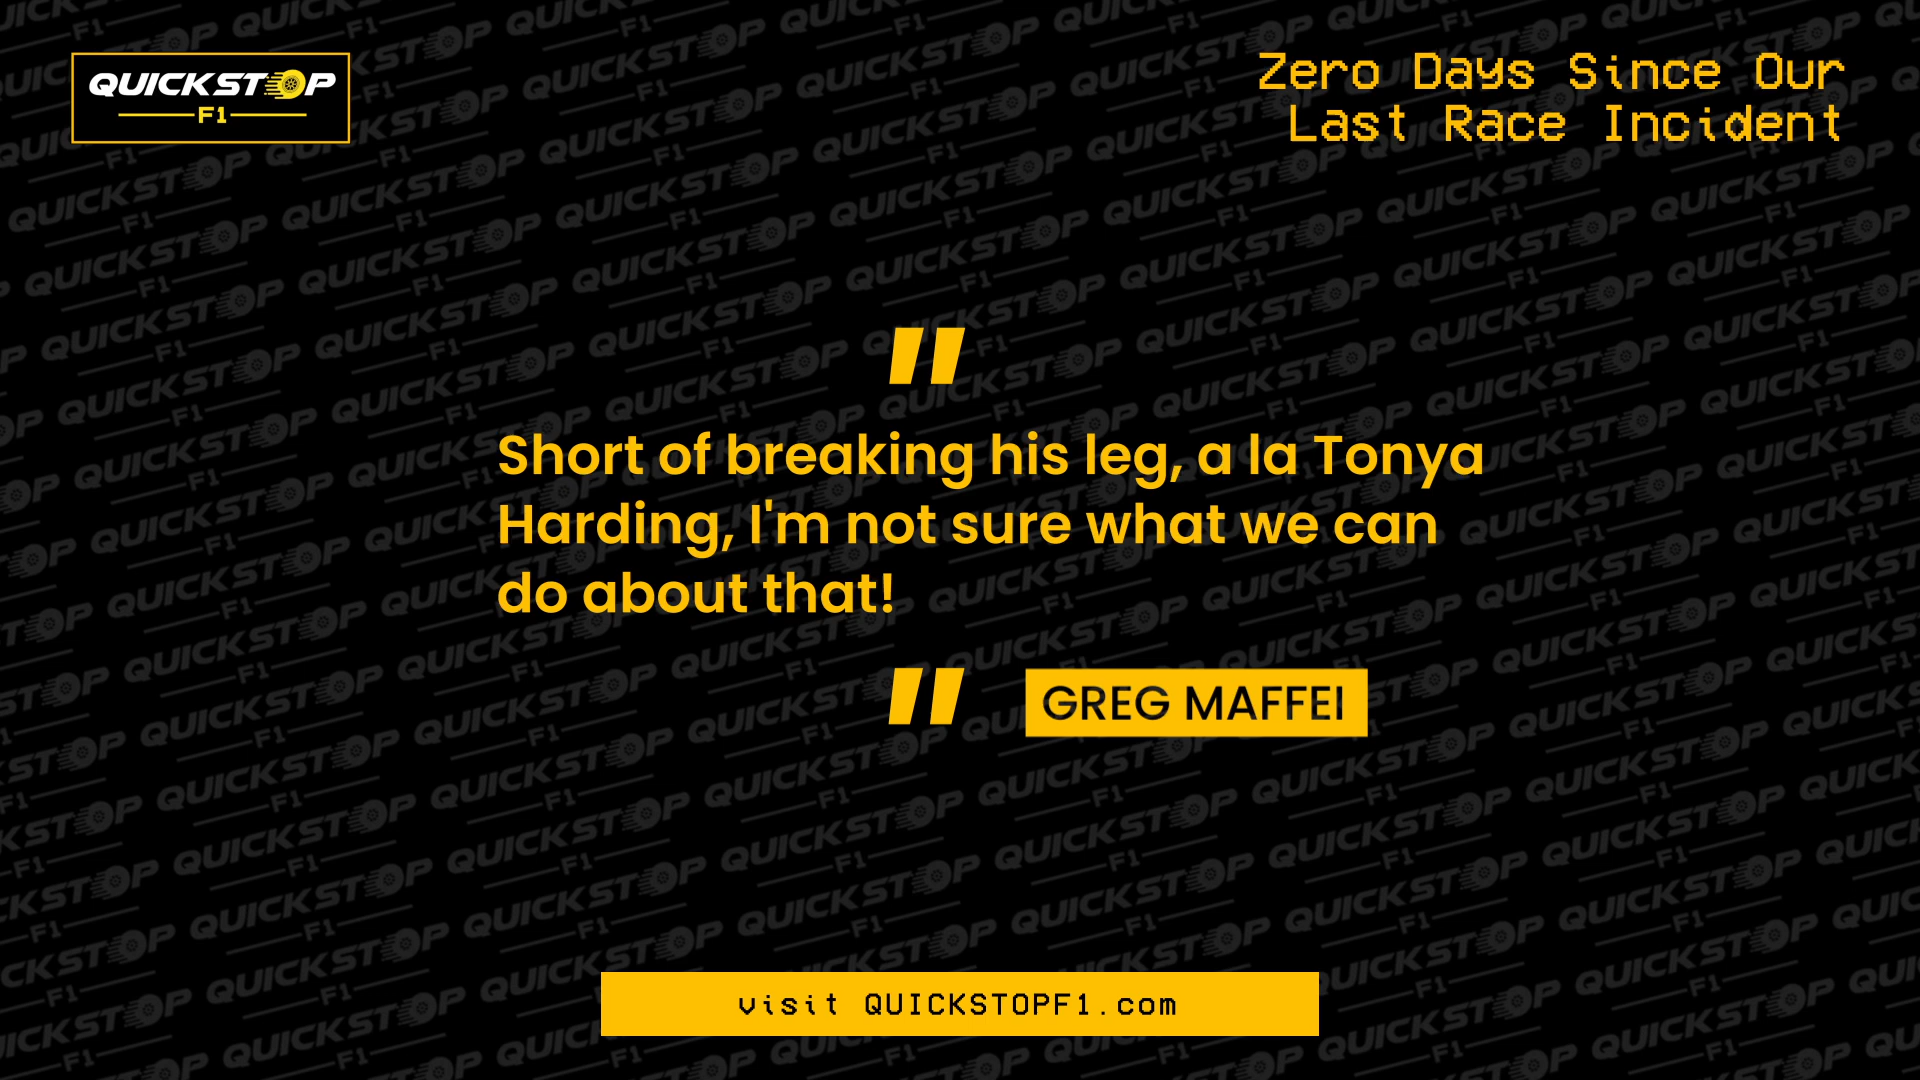 QUICKSTOP
F1
Zero Days Since Our
Last Race Incident
"
Short of breaking his leg, a la Tonya
Harding, I'm not sure what we can
do about that!
"
GREG MAFFEI
visit QUICKSTOPF1.com